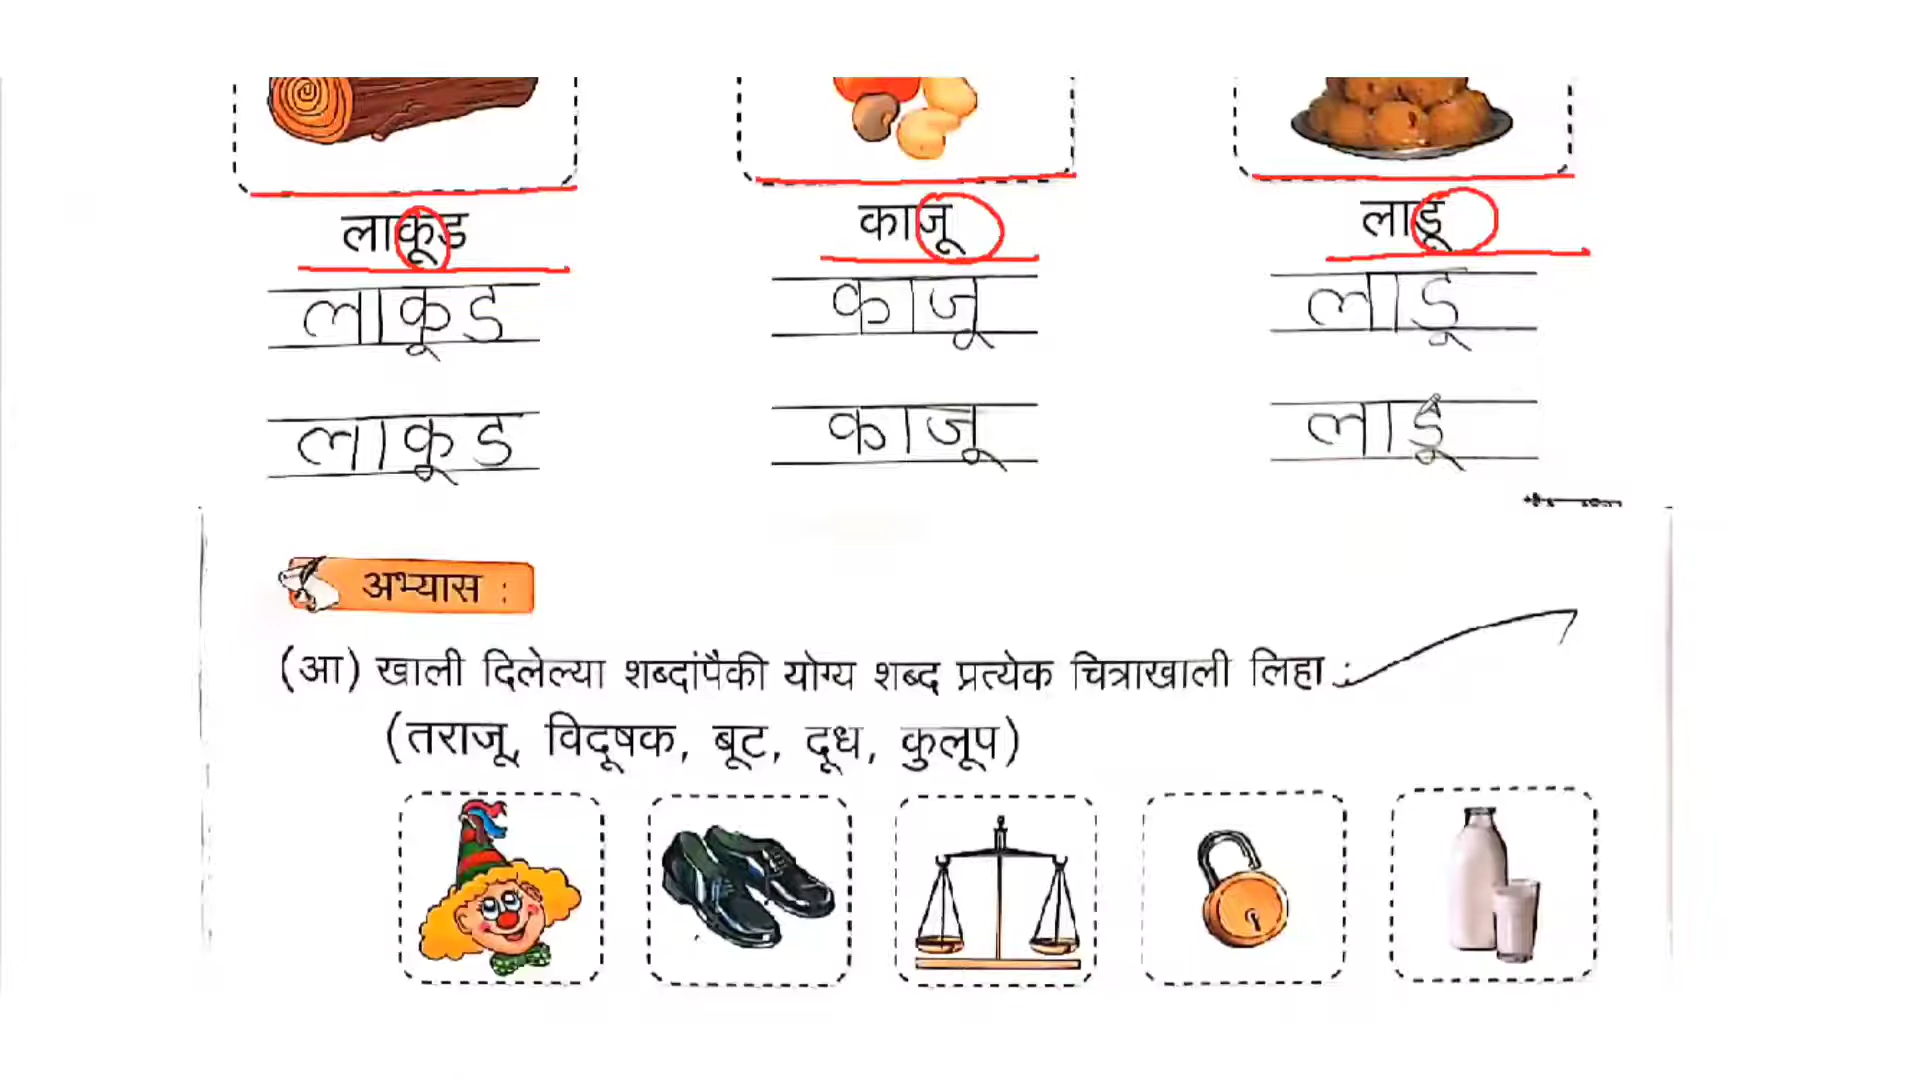 लाकूड काजू लाडू
लाकूड काजू लाडू
लाकूड काजू लाडू
अभ्यास :
(आ) खाली दिलेल्या शब्दांपैकी योग्य शब्द प्रत्येक चित्राखाली लिहा :
(तराजू, विदूषक, बूट, दूध, कुलूप)